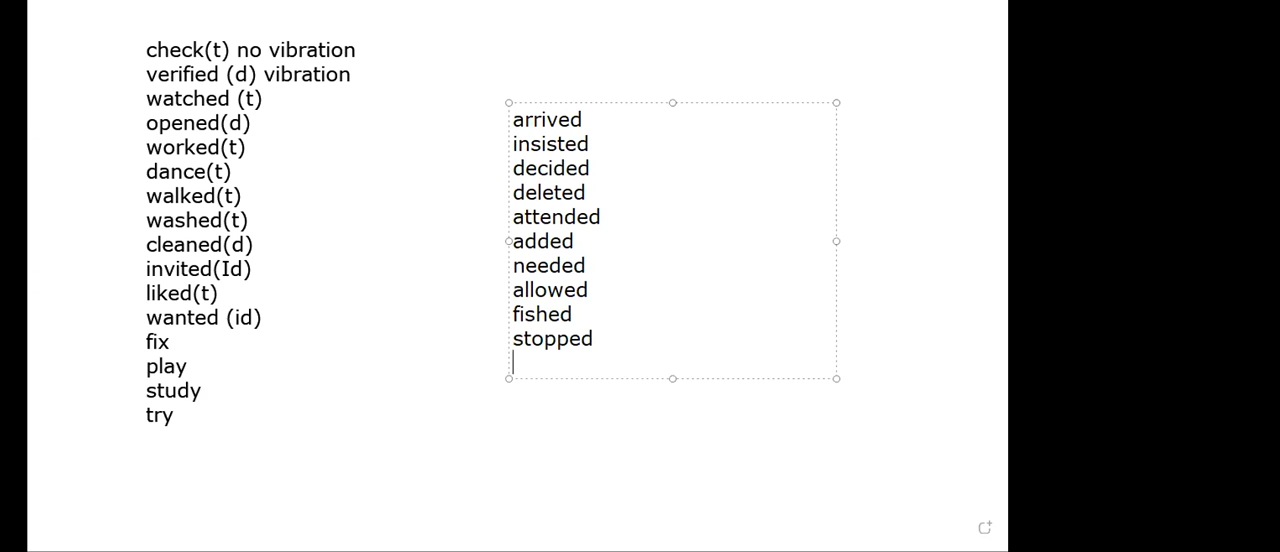 check(t) no vibration
verified (d) vibration
watched (t)
opened(d)
worked(t)
dance(t)
walked(t)
washed(t)
cleaned(d)
invited(Id)
liked(t)
wanted (id)
fix
play
study
try
arrived
insisted
decided
deleted
attended
added
needed
allowed
fished
stopped